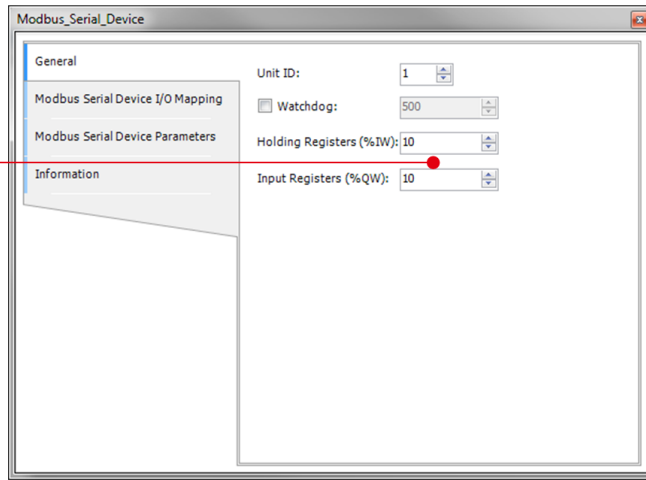 Modbus_Serial_Device
General
Modbus Serial Device I/O Mapping
Modbus Serial Device Parameters
Information
Unit ID: 1
Watchdog: 500
Holding Registers (%IW): 10
Input Registers (%QW): 10